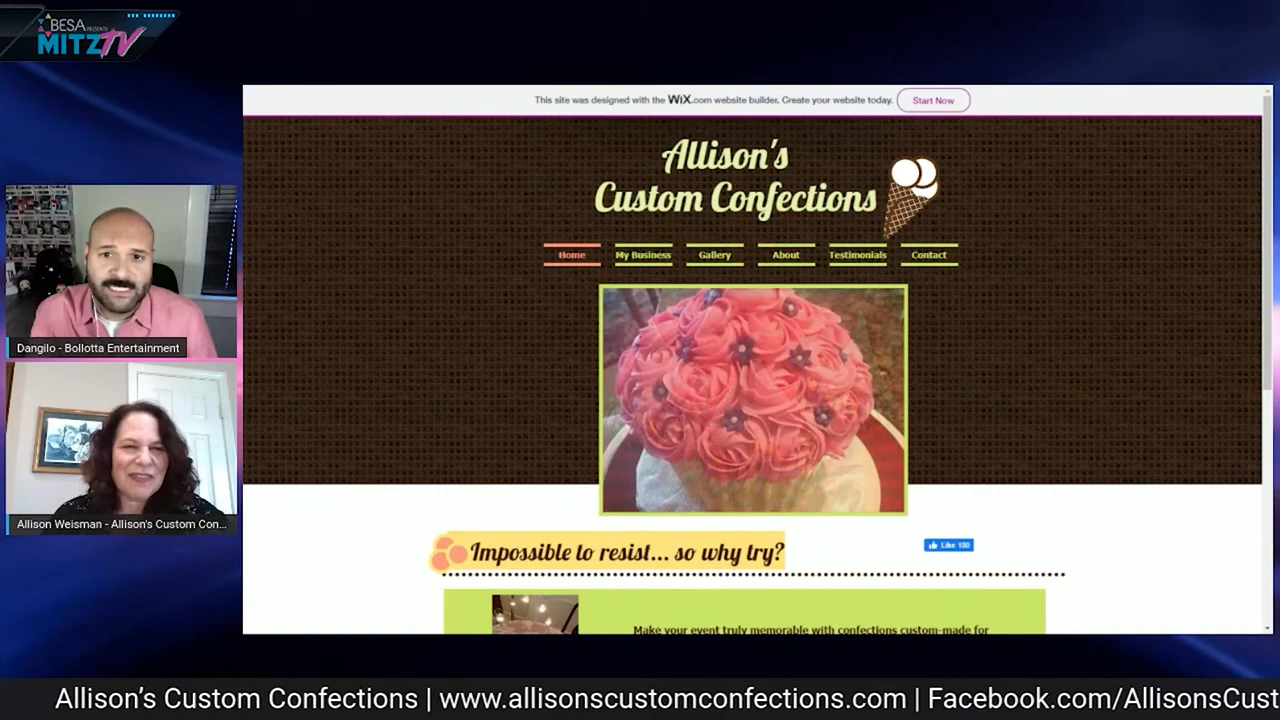 BESA PRESENTS
MITZTV
This site was designed with the WiX.com website builder. Create your website today.
Start Now
Allison's
Custom Confections
Home
My Business
Gallery
About
Testimonials
Contact
Dangilo - Bollotta Entertainment
Allison Weisman - Allison's Custom Con...
Impossible to resist... so why try?
Like 180
Make your event truly memorable with confections custom-made for
Allison’s Custom Confections | www.allisonscustomconfections.com | Facebook.com/AllisonsCust